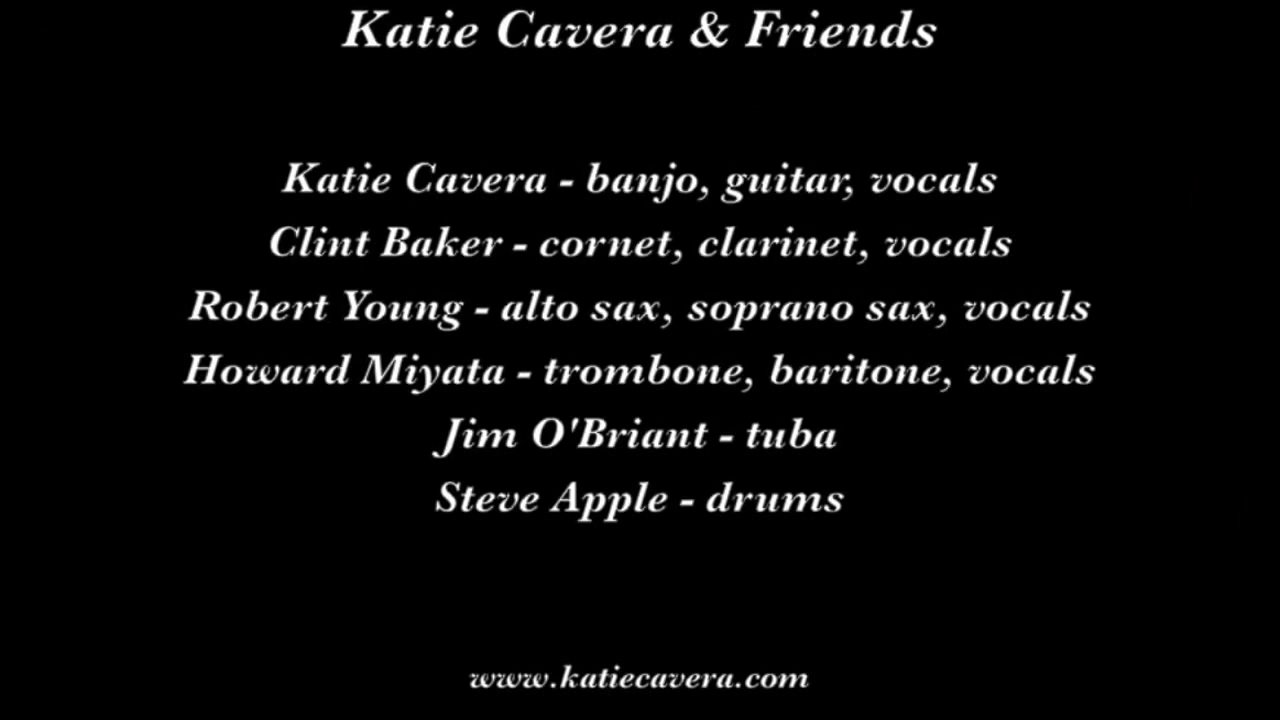 Katie Cavera & Friends
Katie Cavera - banjo, guitar, vocals
Clint Baker - cornet, clarinet, vocals
Robert Young - alto sax, soprano sax, vocals
Howard Miyata - trombone, baritone, vocals
Jim O'Briant - tuba
Steve Apple - drums
www.katiecavera.com